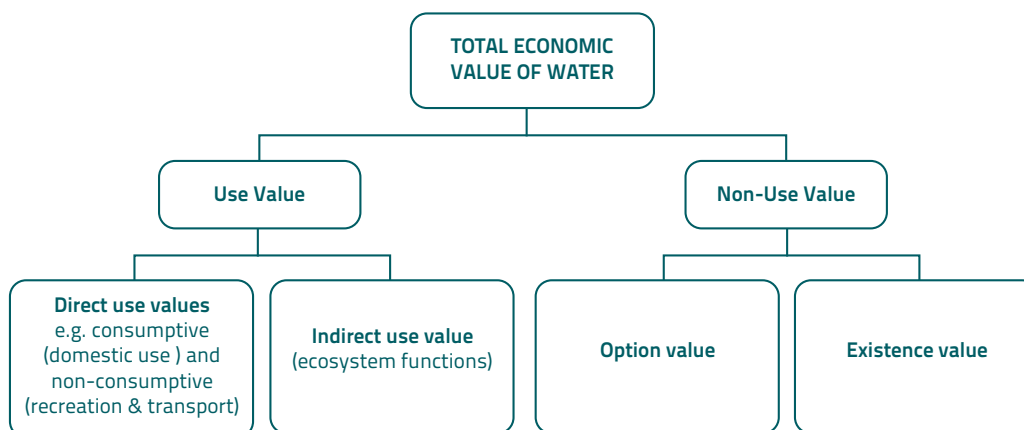 TOTAL ECONOMIC
VALUE OF WATER
Use Value
Non-Use Value
Direct use values
e.g. consumptive
(domestic use ) and
non-consumptive
(recreation & transport)
Indirect use value
(ecosystem functions)
Option value
Existence value